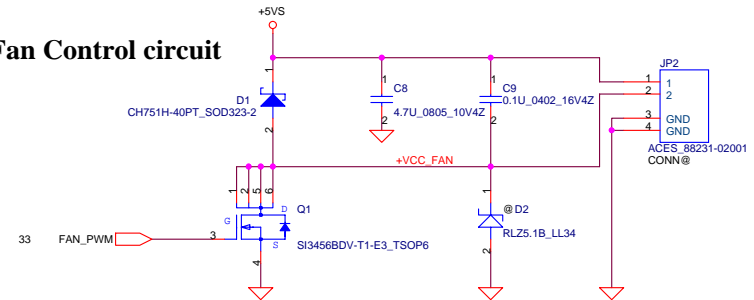 +5VS
Fan Control circuit
JP2
1
D1
CH751H-40PT_SOD323-2
2
1
C8
4.7U_0805_10V4Z
2
1
C9
0.1U_0402_16V4Z
2
1 1
2 2
3 GND
4 GND
ACES_88231-02001
CONN@
+VCC_FAN
1 2 5 6
D
Q1
G
S
SI3456BDV-T1-E3_TSOP6
3
4
1
@D2
RLZ5.1B_LL34
2
33 FAN_PWM